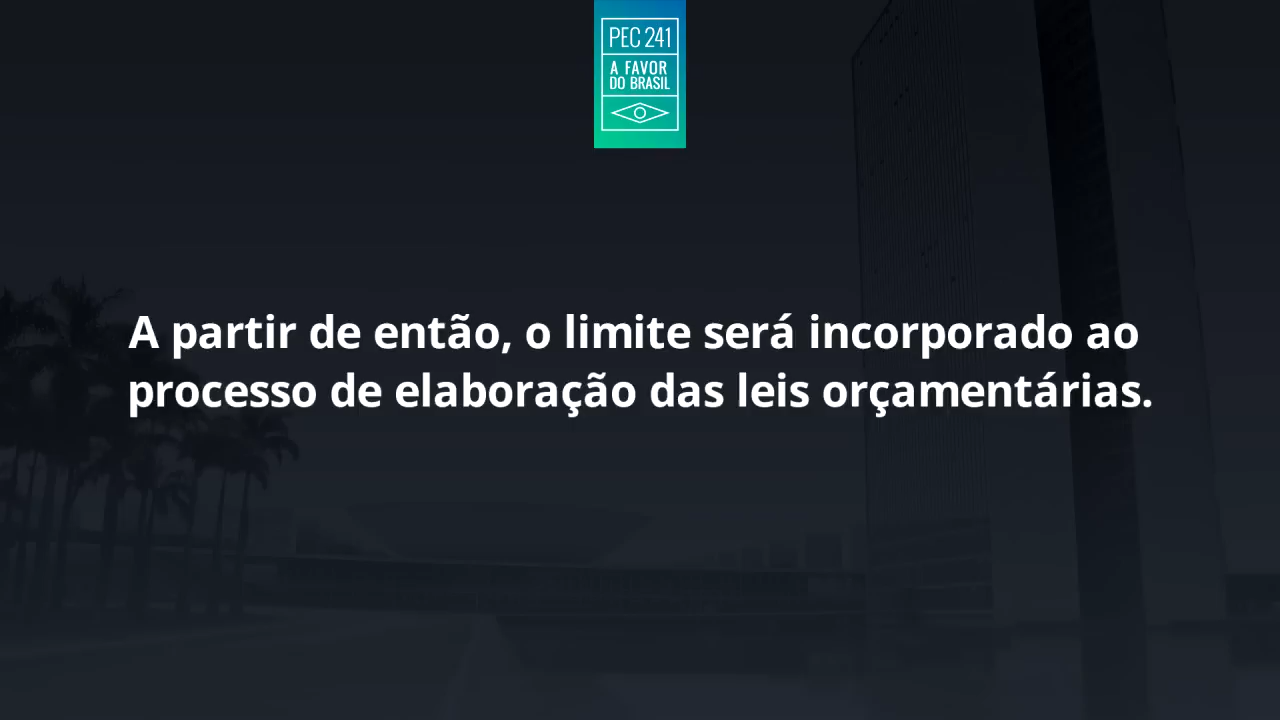 PEC 241
A FAVOR
DO BRASIL
A partir de então, o limite será incorporado ao
processo de elaboração das leis orçamentárias.